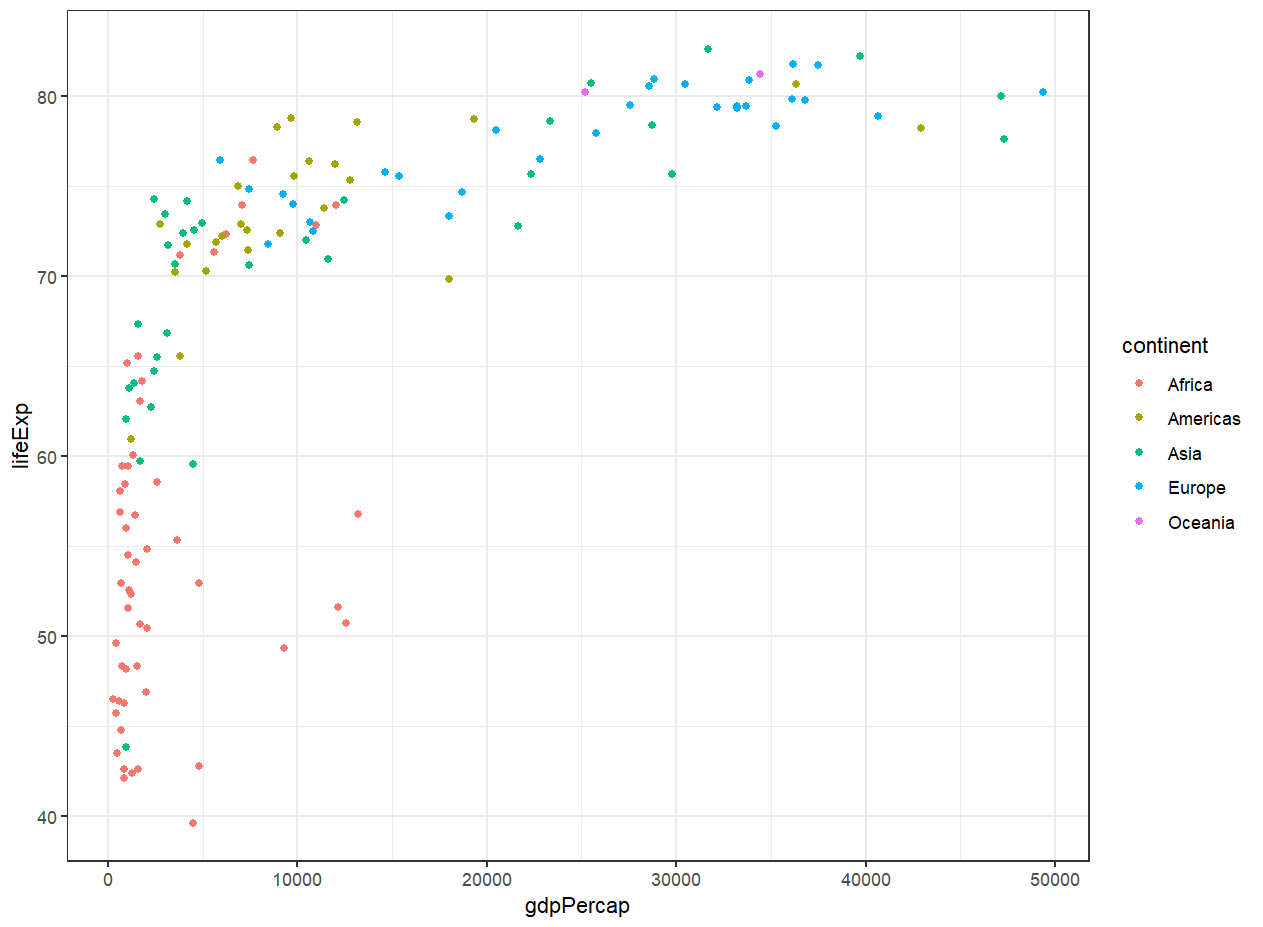 80
70
60
50
40
lifeExp
0 10000 20000 30000 40000 50000
gdpPercap
continent
Africa
Americas
Asia
Europe
Oceania